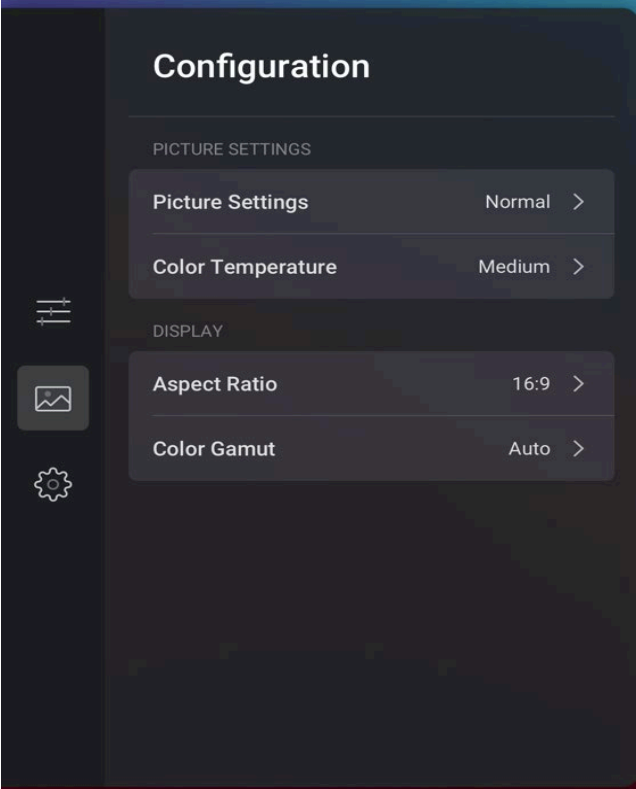 Configuration
PICTURE SETTINGS
Picture Settings Normal
Color Temperature Medium
DISPLAY
Aspect Ratio 16:9
Color Gamut Auto